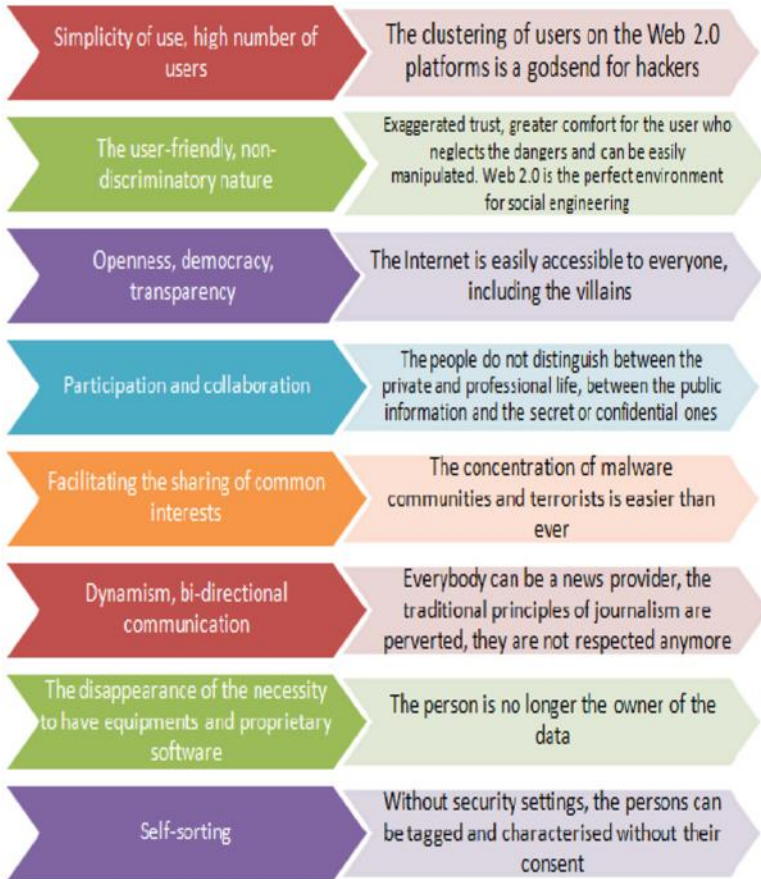 Simplicity of use, high number of
users
The clustering of users on the Web 2.0
platforms is a godsend for hackers
The user-friendly, non-
discriminatory nature
Exaggerated trust, greater comfort for the user who
neglects the dangers and can be easily
manipulated. Web 2.0 is the perfect environment
for social engineering
Openness, democracy,
transparency
The Internet is easily accessible to everyone,
including the villains
Participation and collaboration
The people do not distinguish between the
private and professional life, between the public
information and the secret or confidential ones
Facilitating the sharing of common
interests
The concentration of malware
communities and terrorists is easier than
ever
Dynamism, bi-directional
communication
Everybody can be a news provider, the
traditional principles of journalism are
perverted, they are not respected anymore
The disappearance of the necessity
to have equipments and proprietary
software
The person is no longer the owner of the
data
Self-sorting
Without security settings, the persons can
be tagged and characterised without their
consent